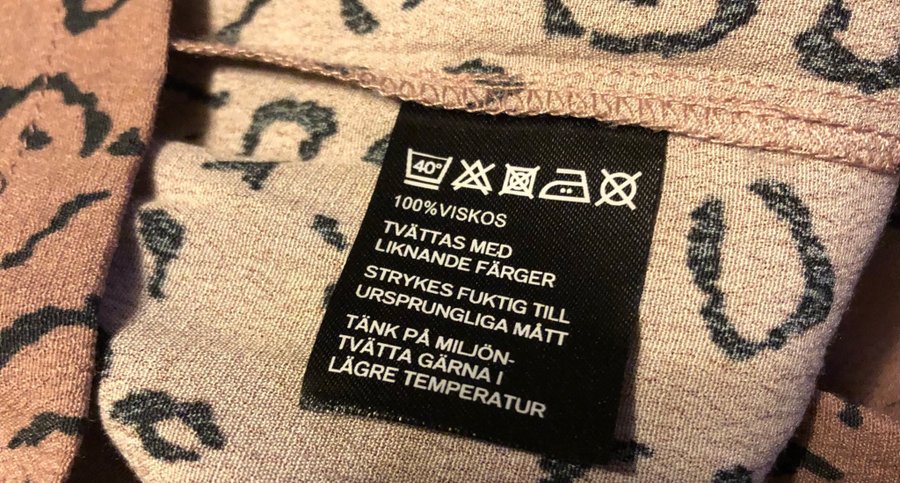 40°
100%VISKOS
TVÄTTAS MED
LIKNANDE FÄRGER
STRYKES FUKTIG TILL
URSPRUNGLIGA MÅTT
TÄNK PÅ MILJÖN-
TVÄTTA GÄRNA I
LÄGRE TEMPERATUR